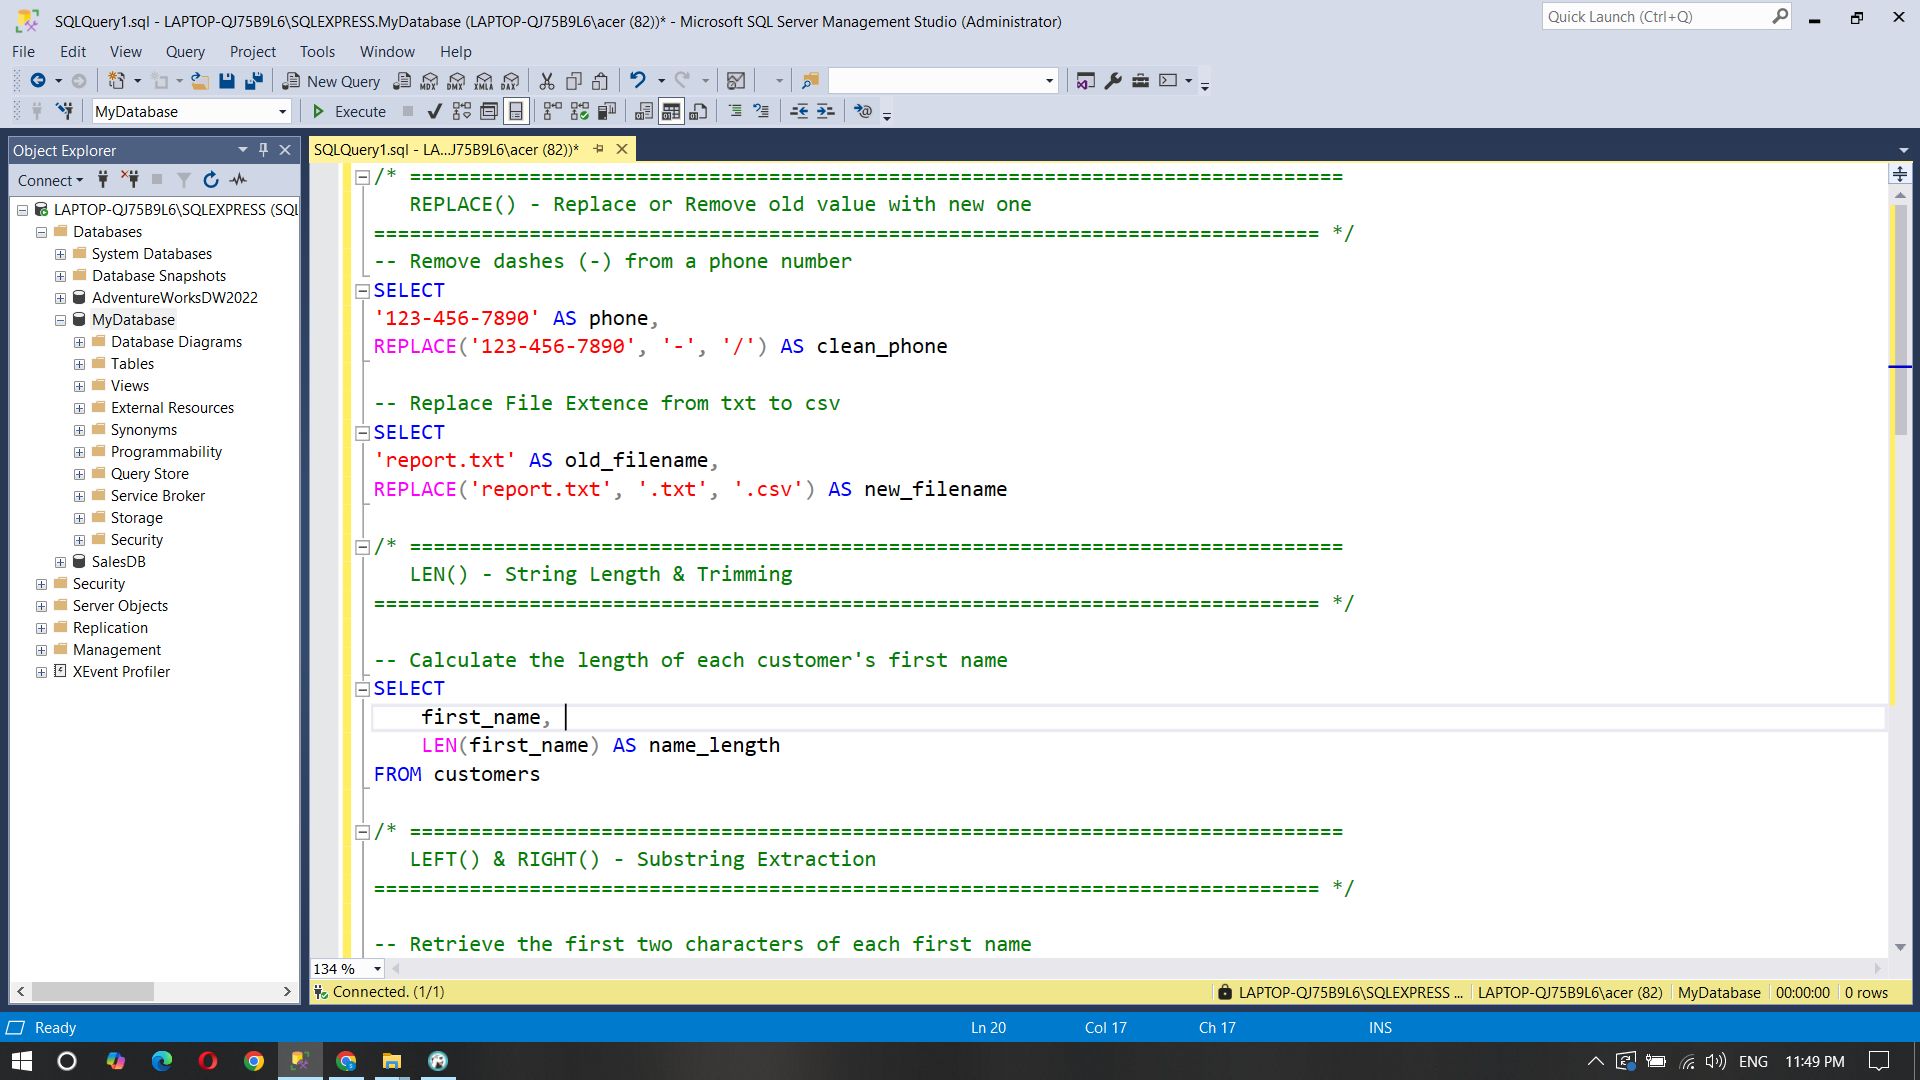 SQLQuery1.sql - LAPTOP-QJ75B9L6\SQLEXPRESS.MyDatabase (LAPTOP-QJ75B9L6\acer (82))* - Microsoft SQL Server Management Studio (Administrator)
Quick Launch (Ctrl+Q)
File Edit View Query Project Tools Window Help
New Query MDX DMX XMLA DAX
MyDatabase Execute
Object Explorer
SQLQuery1.sql - LA...J75B9L6\acer (82))*
Connect
LAPTOP-QJ75B9L6\SQLEXPRESS (SQL
Databases
System Databases
Database Snapshots
AdventureWorksDW2022
MyDatabase
Database Diagrams
Tables
Views
External Resources
Synonyms
Programmability
Query Store
Service Broker
Storage
Security
SalesDB
Security
Server Objects
Replication
Management
XEvent Profiler
/* ==============================================================================
REPLACE() - Replace or Remove old value with new one
=============================================================================== */
-- Remove dashes (-) from a phone number
SELECT
'123-456-7890' AS phone,
REPLACE('123-456-7890', '-', '/') AS clean_phone
-- Replace File Extence from txt to csv
SELECT
'report.txt' AS old_filename,
REPLACE('report.txt', '.txt', '.csv') AS new_filename
/* ==============================================================================
LEN() - String Length & Trimming
=============================================================================== */
-- Calculate the length of each customer's first name
SELECT
first_name,
LEN(first_name) AS name_length
FROM customers
/* ==============================================================================
LEFT() & RIGHT() - Substring Extraction
=============================================================================== */
-- Retrieve the first two characters of each first name
134 %
Connected. (1/1)
LAPTOP-QJ75B9L6\SQLEXPRESS ... LAPTOP-QJ75B9L6\acer (82) MyDatabase 00:00:00 0 rows
Ready Ln 20 Col 17 Ch 17 INS
ENG 11:49 PM